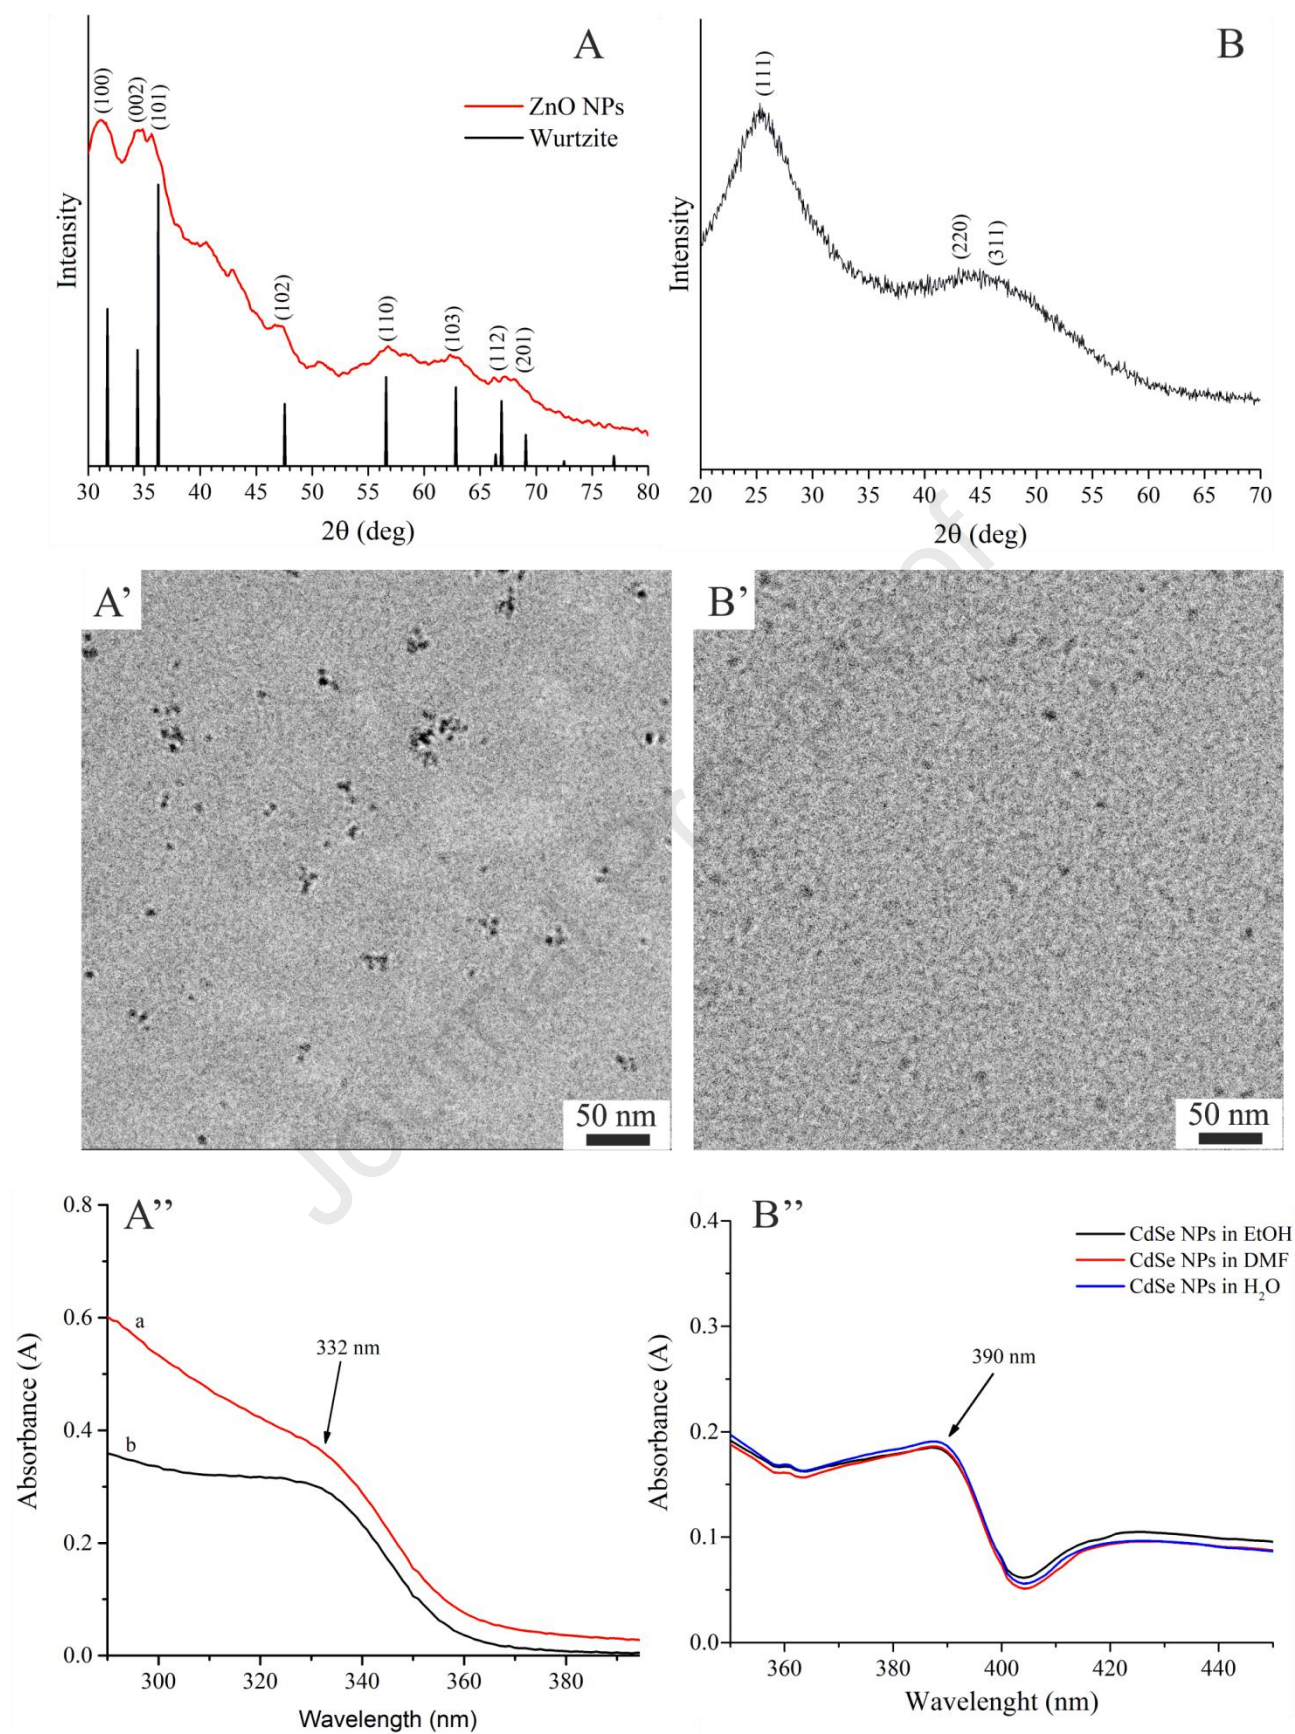 A
(100)
(002)
(101)
ZnO NPs
Wurtzite
(102)
(110)
(103)
(112)
(201)
Intensity
30 35 40 45 50 55 60 65 70 75 80
2θ (deg)
B
(111)
(220)
(311)
Intensity
20 25 30 35 40 45 50 55 60 65 70
2θ (deg)
A’
50 nm
B’
50 nm
A’’
0.8
0.6
0.4
0.2
0.0
a
b
332 nm
Absorbance (A)
300 320 340 360 380
Wavelength (nm)
B’’
0.4
0.3
0.2
0.1
0.0
CdSe NPs in EtOH
CdSe NPs in DMF
CdSe NPs in H₂O
390 nm
Absorbance (A)
360 380 400 420 440
Wavelenght (nm)